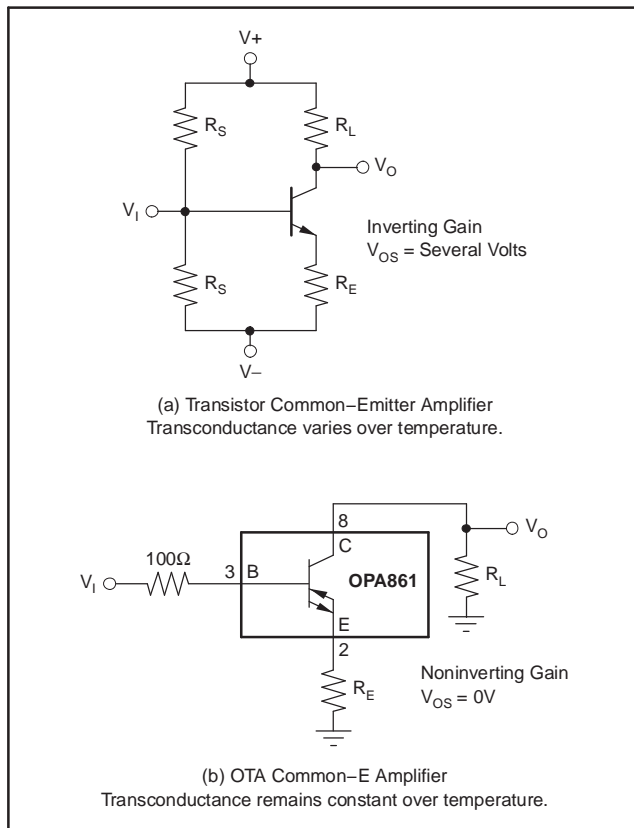 V+
R_S
R_L
V_O
V_I
Inverting Gain
V_OS = Several Volts
R_S
R_E
V−
(a) Transistor Common−Emitter Amplifier
Transconductance varies over temperature.
8
C
V_O
100Ω
V_I
3
B
OPA861
R_L
E
2
Noninverting Gain
V_OS = 0V
R_E
(b) OTA Common−E Amplifier
Transconductance remains constant over temperature.